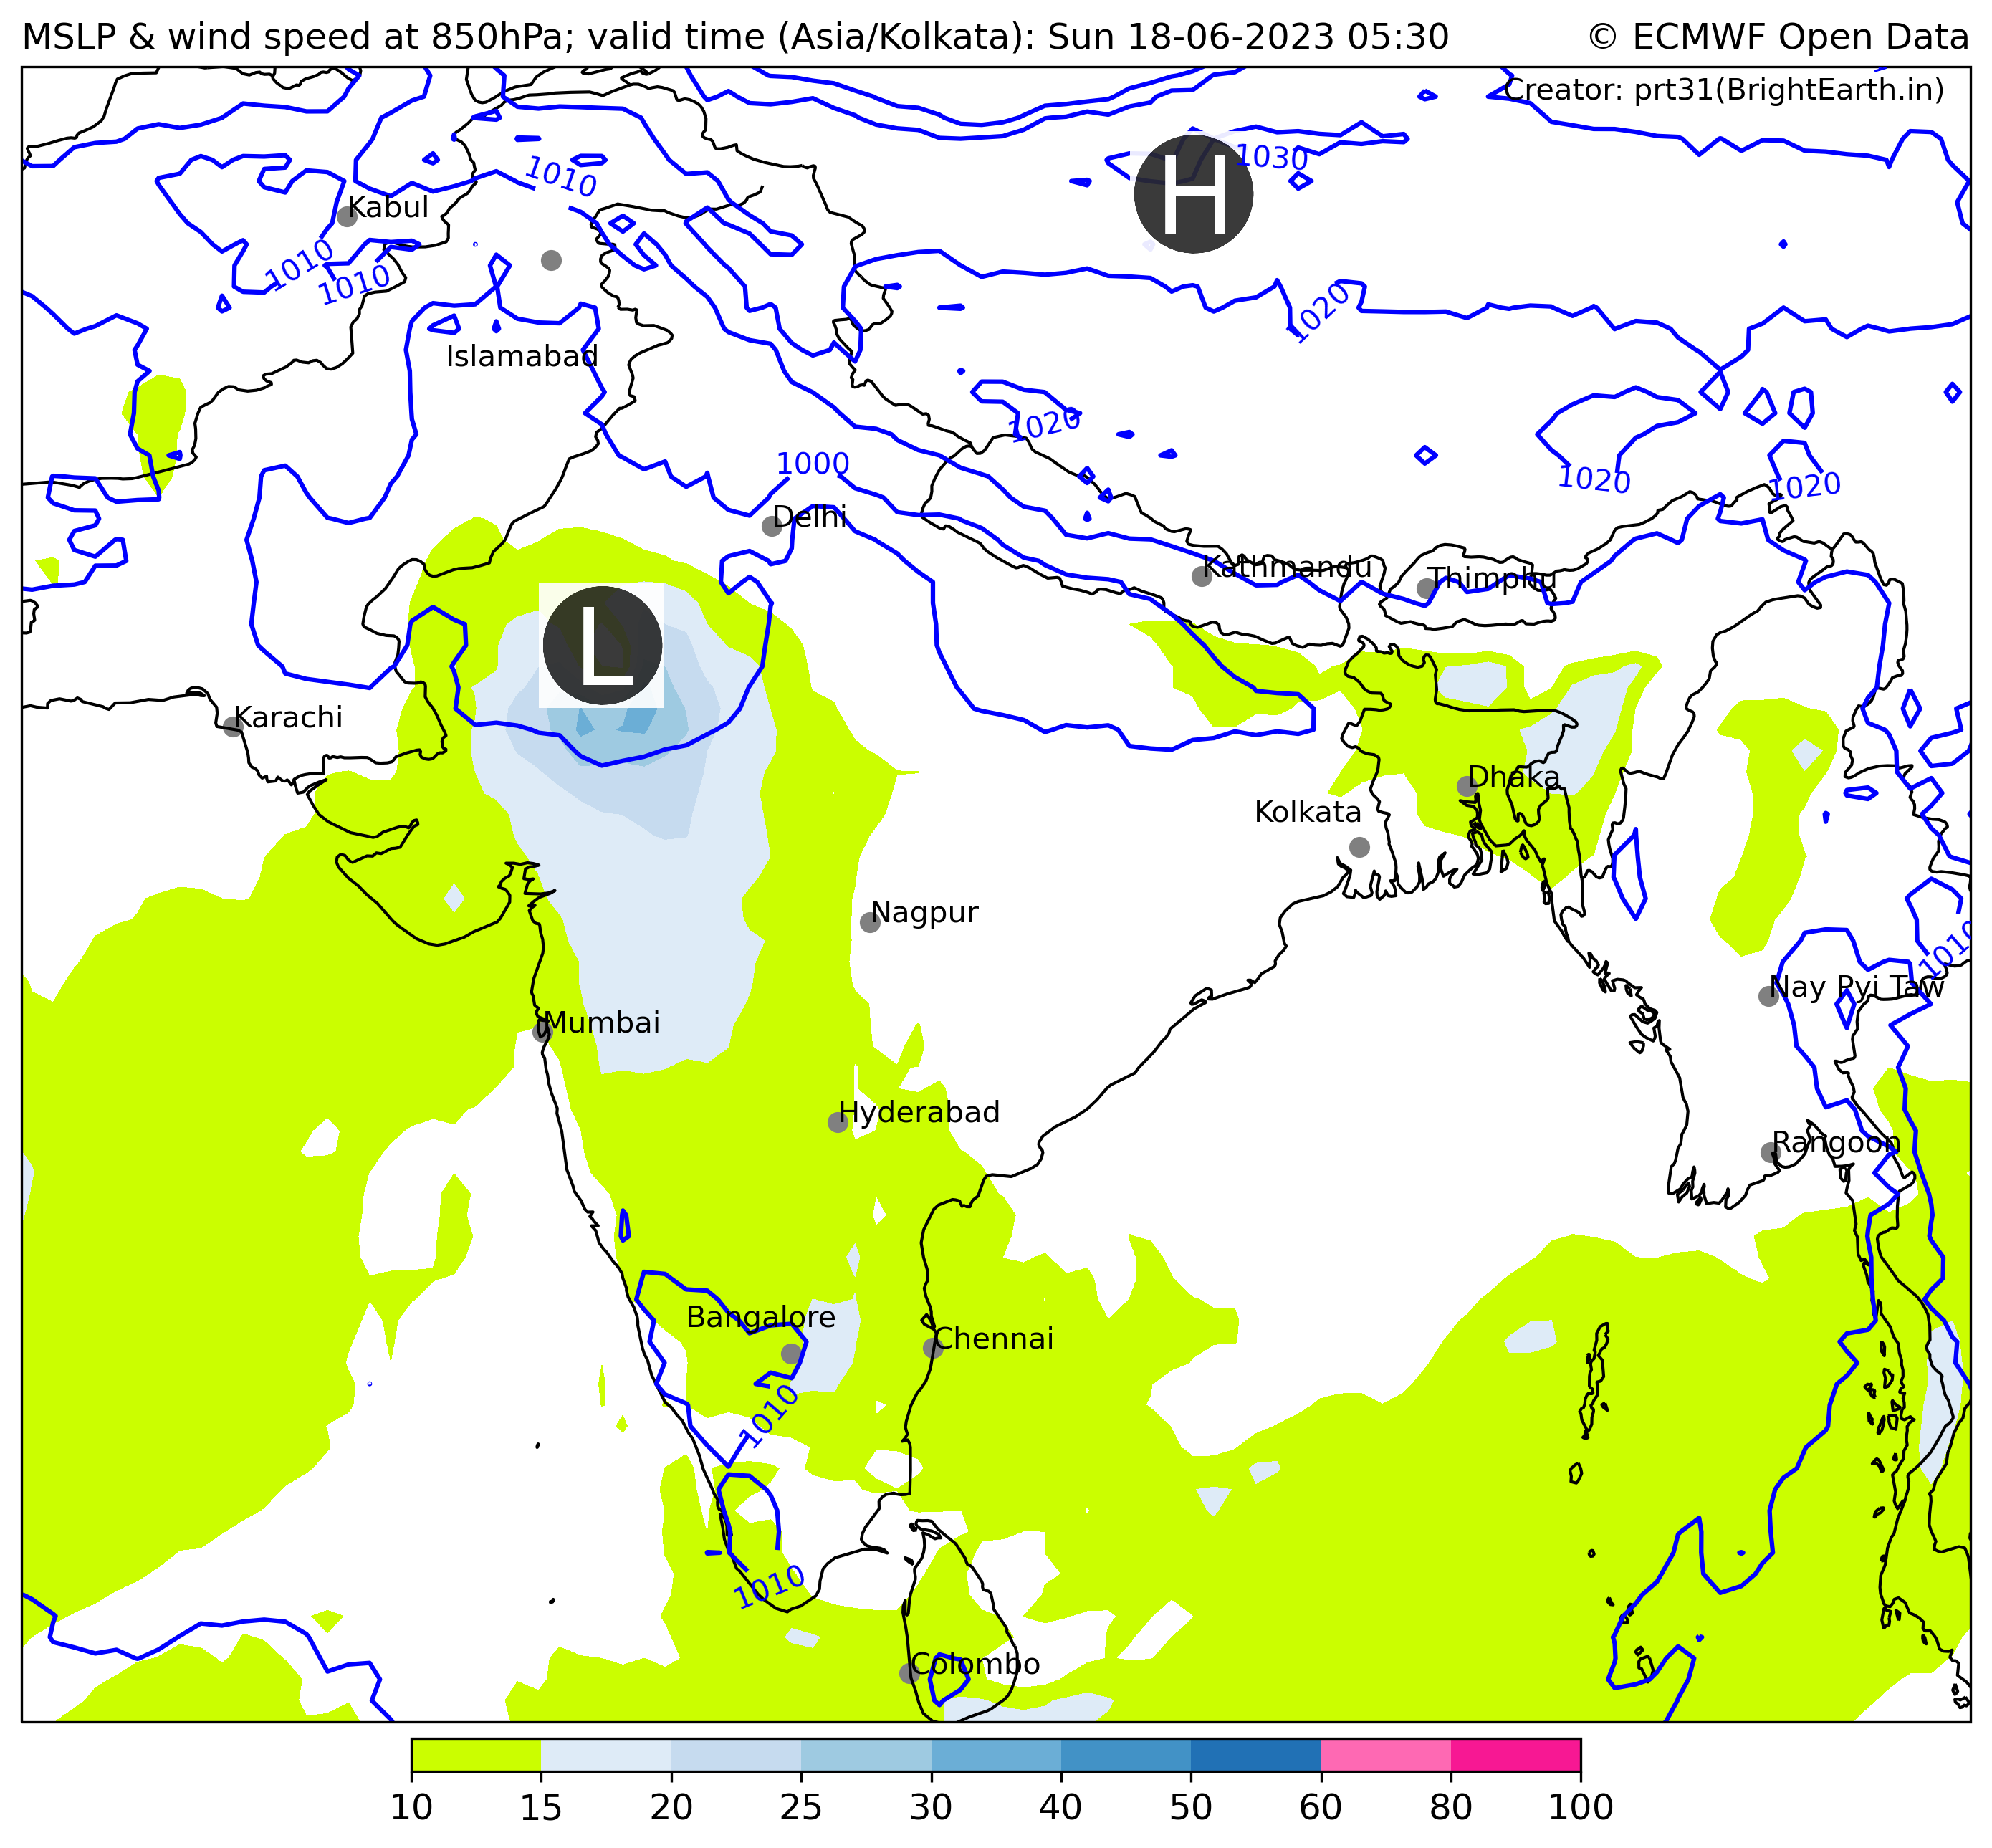 MSLP & wind speed at 850hPa; valid time (Asia/Kolkata): Sun 18-06-2023 05:30
© ECMWF Open Data
Creator: prt31(BrightEarth.in)
H
1030
1010
Kabul
1010
1010
1020
Islamabad
1020
1000
1020
1020
Delhi
Kathmandu
Thimphu
L
Karachi
Dhaka
Kolkata
Nagpur
1010
Nay Pyi Taw
Mumbai
Hyderabad
Rangoon
Bangalore
Chennai
1010
1010
Colombo
10 15 20 25 30 40 50 60 80 100